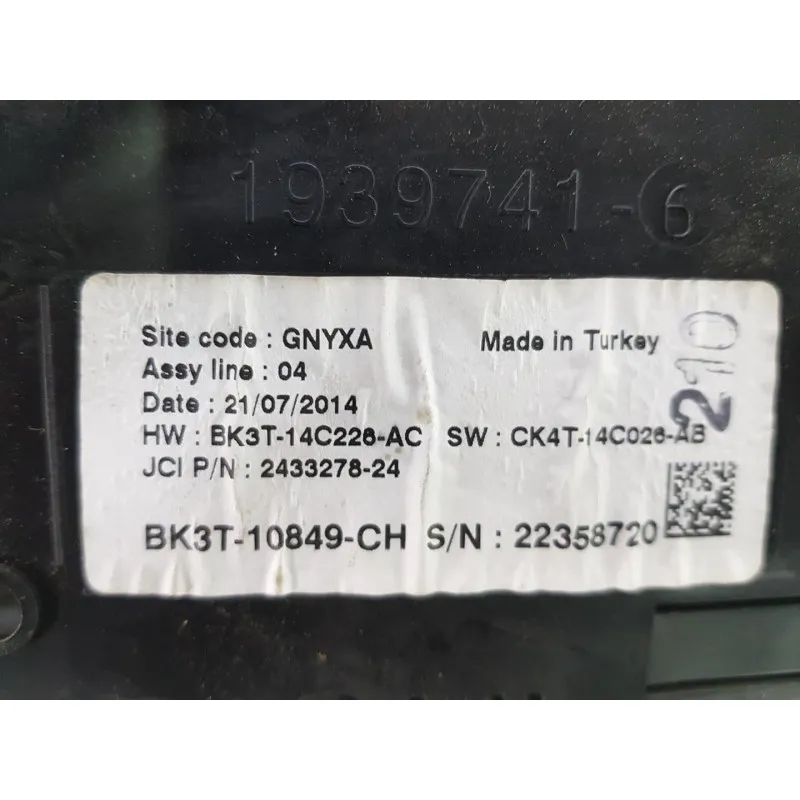 1939741-6
Site code : GNYXA Made in Turkey
Assy line : 04
Date : 21/07/2014
HW : BK3T-14C226-AC SW : CK4T-14C026-AB
JCI P/N : 2433278-24
BK3T-10849-CH S/N : 22358720
210